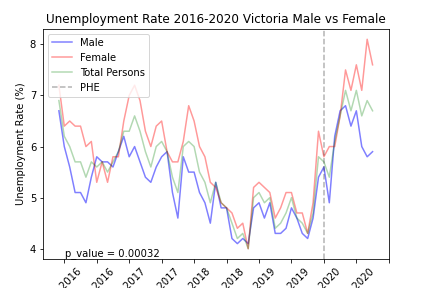 Unemployment Rate 2016-2020 Victoria Male vs Female
Unemployment Rate (%)
8
7
6
5
4
Male
Female
Total Persons
PHE
p_value = 0.00032
2016
2016
2017
2017
2018
2018
2019
2019
2020
2020